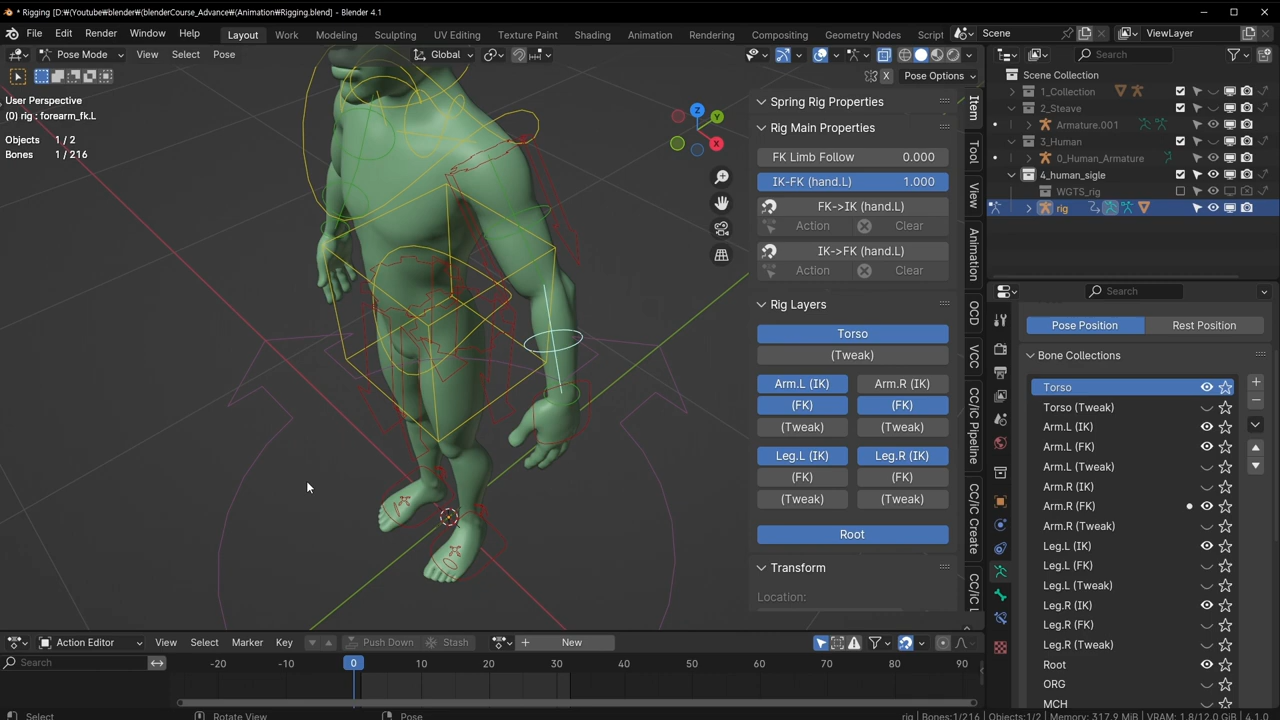 * Rigging [D:₩(Youtube₩blender₩(blenderCourse_Advance₩(Animation₩Rigging.blend] - Blender 4.1
File Edit Render Window Help Layout Work Modeling Sculpting UV Editing Texture Paint Shading Animation Rendering Compositing Geometry Nodes Script Scene ViewLayer
Pose Mode View Select Pose Global
Search
X Pose Options
User Perspective
(0) rig : forearm_fk.L
Objects 1 / 2
Bones 1 / 216
Z
Y
X
Spring Rig Properties
Rig Main Properties
FK Limb Follow 0.000
IK-FK (hand.L) 1.000
FK->IK (hand.L)
Action Clear
IK->FK (hand.L)
Action Clear
Rig Layers
Torso
(Tweak)
Arm.L (IK) Arm.R (IK)
(FK) (FK)
(Tweak) (Tweak)
Leg.L (IK) Leg.R (IK)
(FK) (FK)
(Tweak) (Tweak)
Root
Transform
Location:
Item
Tool
View
Animation
OCD
VCC
CC/iC Pipeline
CC/iC Create
CC/iC L
Scene Collection
1_Collection
2_Steave
Armature.001
3_Human
0_Human_Armature
4_human_sigle
WGTS_rig
rig
Search
Pose Position Rest Position
Bone Collections
Torso
Torso (Tweak)
Arm.L (IK)
Arm.L (FK)
Arm.L (Tweak)
Arm.R (IK)
Arm.R (FK)
Arm.R (Tweak)
Leg.L (IK)
Leg.L (FK)
Leg.L (Tweak)
Leg.R (IK)
Leg.R (FK)
Leg.R (Tweak)
Root
ORG
MCH
Action Editor View Select Marker Key Push Down Stash New
Search
-20 -10 0 10 20 30 40 50 60 70 80 90
Select Rotate View Pose
rig | Bones:1/216 | Objects:1/2 | Memory: 317.9 MiB | VRAM: 1.8/12.0 GiB | 4.1.0